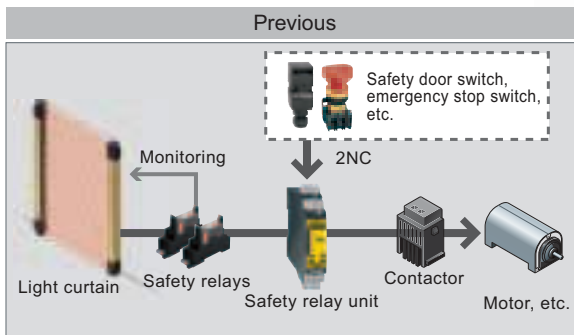 Previous
Safety door switch,
emergency stop switch,
etc.
Monitoring
2NC
Light curtain
Safety relays
Safety relay unit
Contactor
Motor, etc.